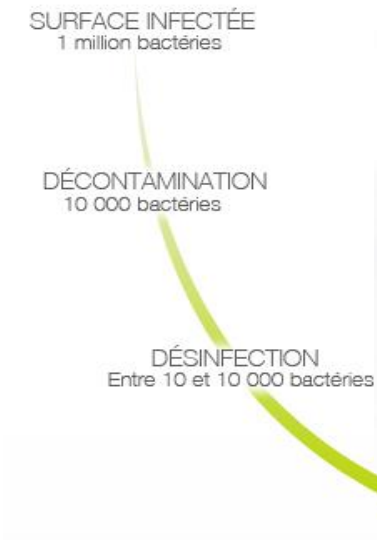 SURFACE INFECTÉE
1 million bactéries
DÉCONTAMINATION
10 000 bactéries
DÉSINFECTION
Entre 10 et 10 000 bactéries